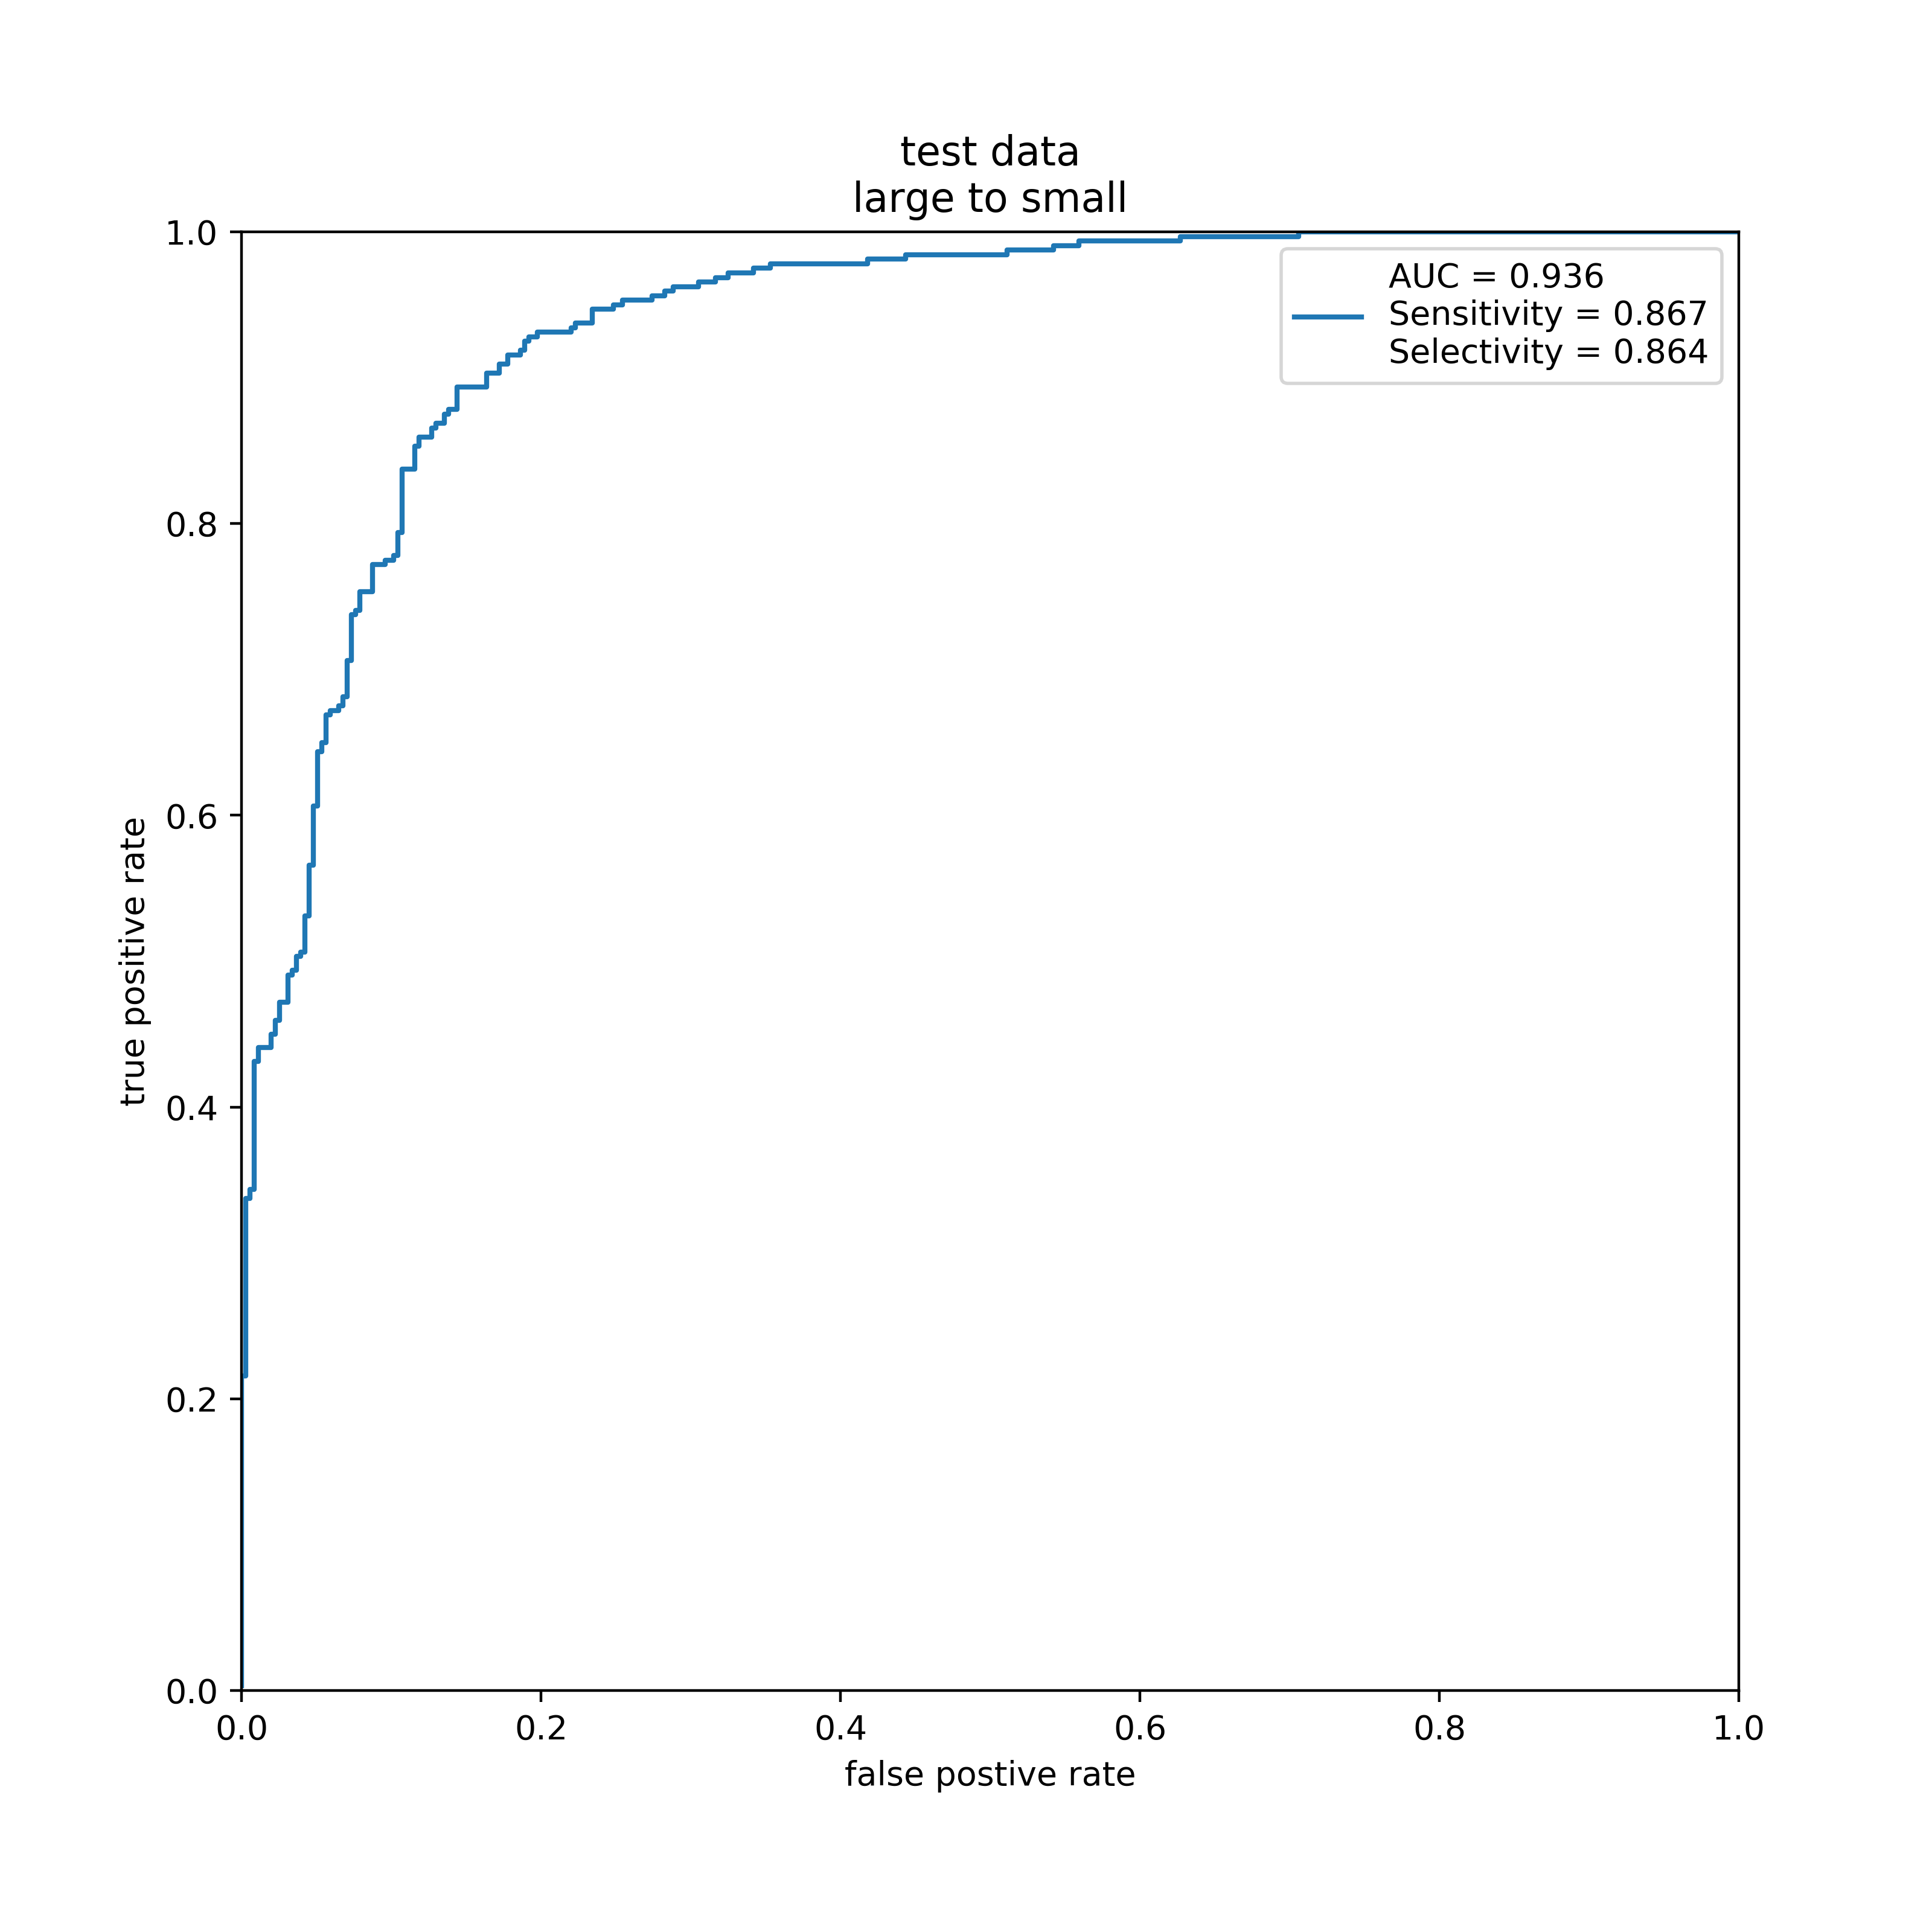 test data
large to small
1.0
0.8
0.6
0.4
0.2
0.0
true positive rate
AUC = 0.936
Sensitivity = 0.867
Selectivity = 0.864
0.0 0.2 0.4 0.6 0.8 1.0
false postive rate